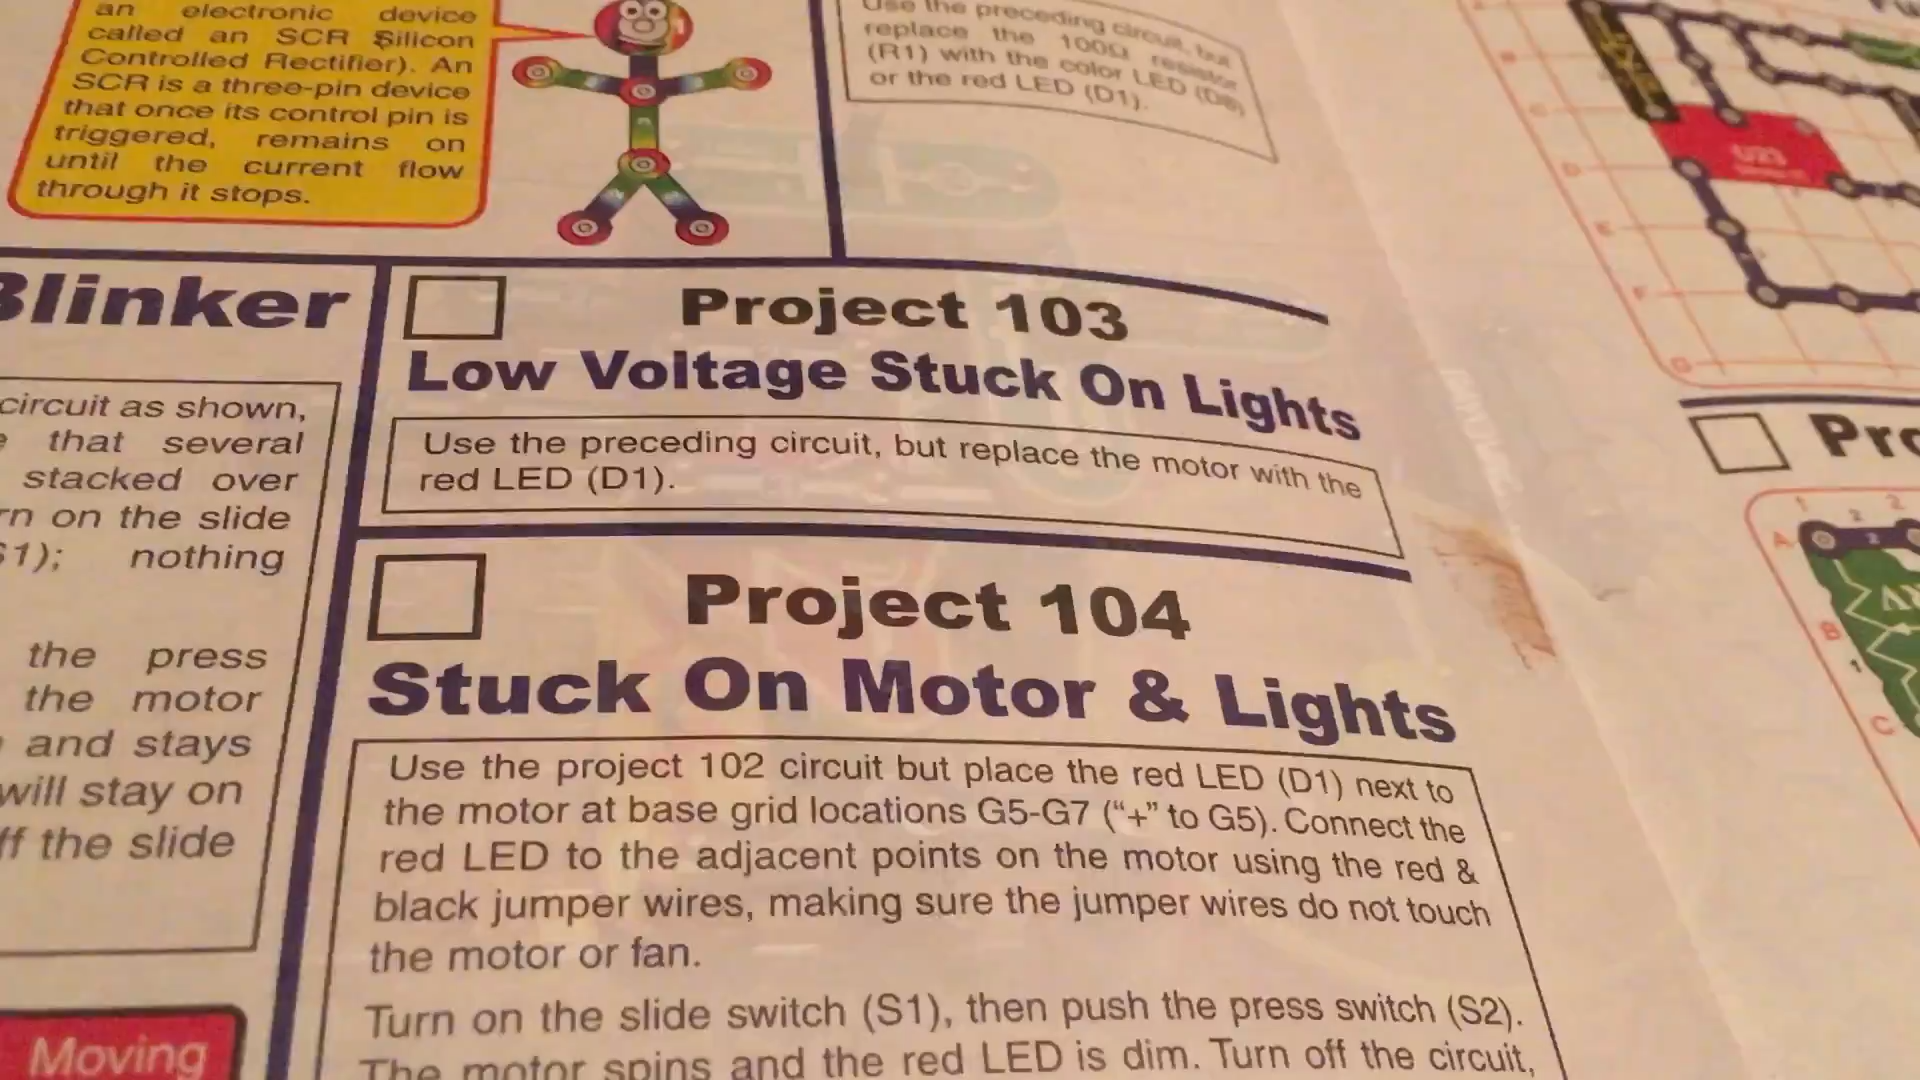 an electronic device
called an SCR Silicon
Controlled Rectifier). An
SCR is a three-pin device
that once its control pin is
triggered, remains on
until the current flow
through it stops.
Use the preceding circuit, but
replace the 100Ω resistor
(R1) with the color LED (D8)
or the red LED (D1).
Blinker
circuit as shown,
that several
stacked over
on the slide
nothing
the press
the motor
and stays
will stay on
the slide
Moving
Project 103
Low Voltage Stuck On Lights
Use the preceding circuit, but replace the motor with the
red LED (D1).
Project 104
Stuck On Motor & Lights
Use the project 102 circuit but place the red LED (D1) next to
the motor at base grid locations G5-G7 (“+” to G5). Connect the
red LED to the adjacent points on the motor using the red &
black jumper wires, making sure the jumper wires do not touch
the motor or fan.
Turn on the slide switch (S1), then push the press switch (S2).
The motor spins and the red LED is dim. Turn off the circuit,
U23
C
D
E
F
G
Pro
1 2
A 2
RV
B
1
C